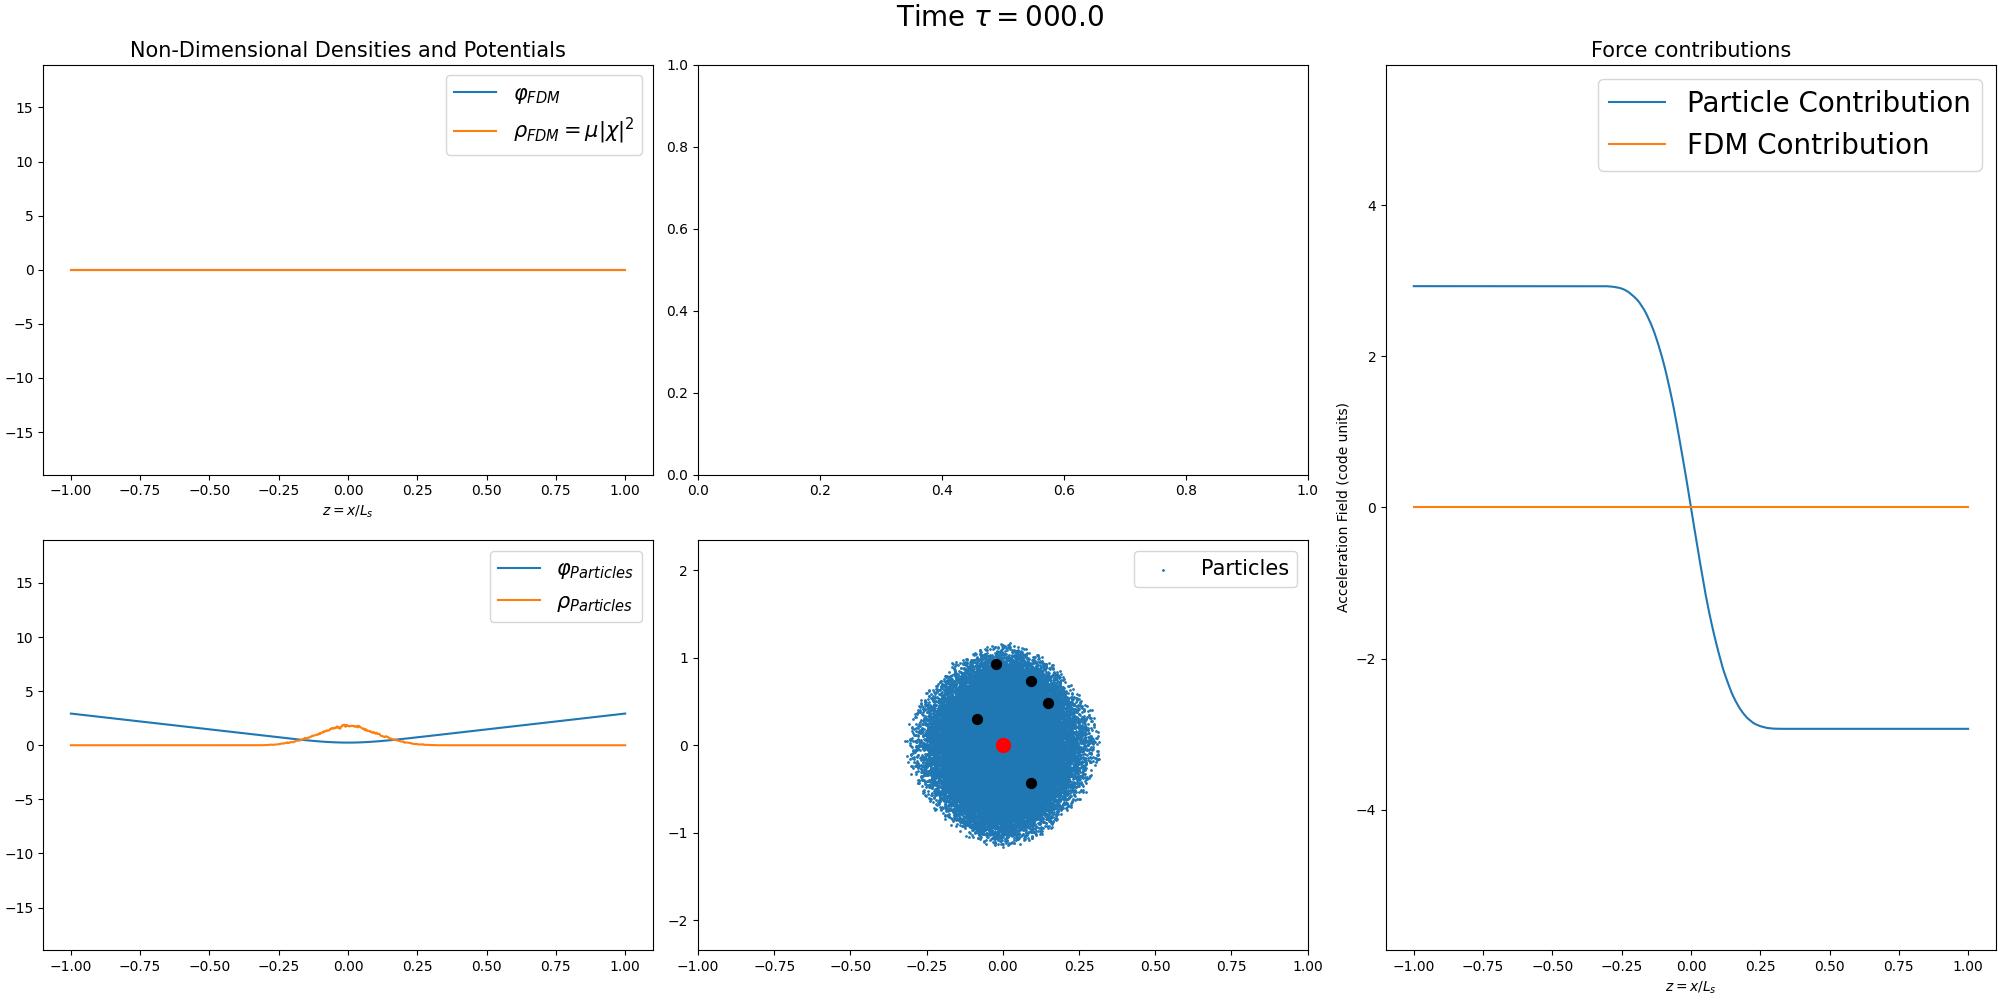 Time τ = 000.0
Non-Dimensional Densities and Potentials
φ_FDM
ρ_FDM = μ|χ|²
15
10
5
0
−5
−10
−15
−1.00 −0.75 −0.50 −0.25 0.00 0.25 0.50 0.75 1.00
z = x/L_s
1.0
0.8
0.6
0.4
0.2
0.0
0.0 0.2 0.4 0.6 0.8 1.0
φ_Particles
ρ_Particles
15
10
5
0
−5
−10
−15
−1.00 −0.75 −0.50 −0.25 0.00 0.25 0.50 0.75 1.00
Particles
2
1
0
−1
−2
−1.00 −0.75 −0.50 −0.25 0.00 0.25 0.50 0.75 1.00
Force contributions
Particle Contribution
FDM Contribution
Acceleration Field (code units)
4
2
0
−2
−4
−1.00 −0.75 −0.50 −0.25 0.00 0.25 0.50 0.75 1.00
z = x/L_s